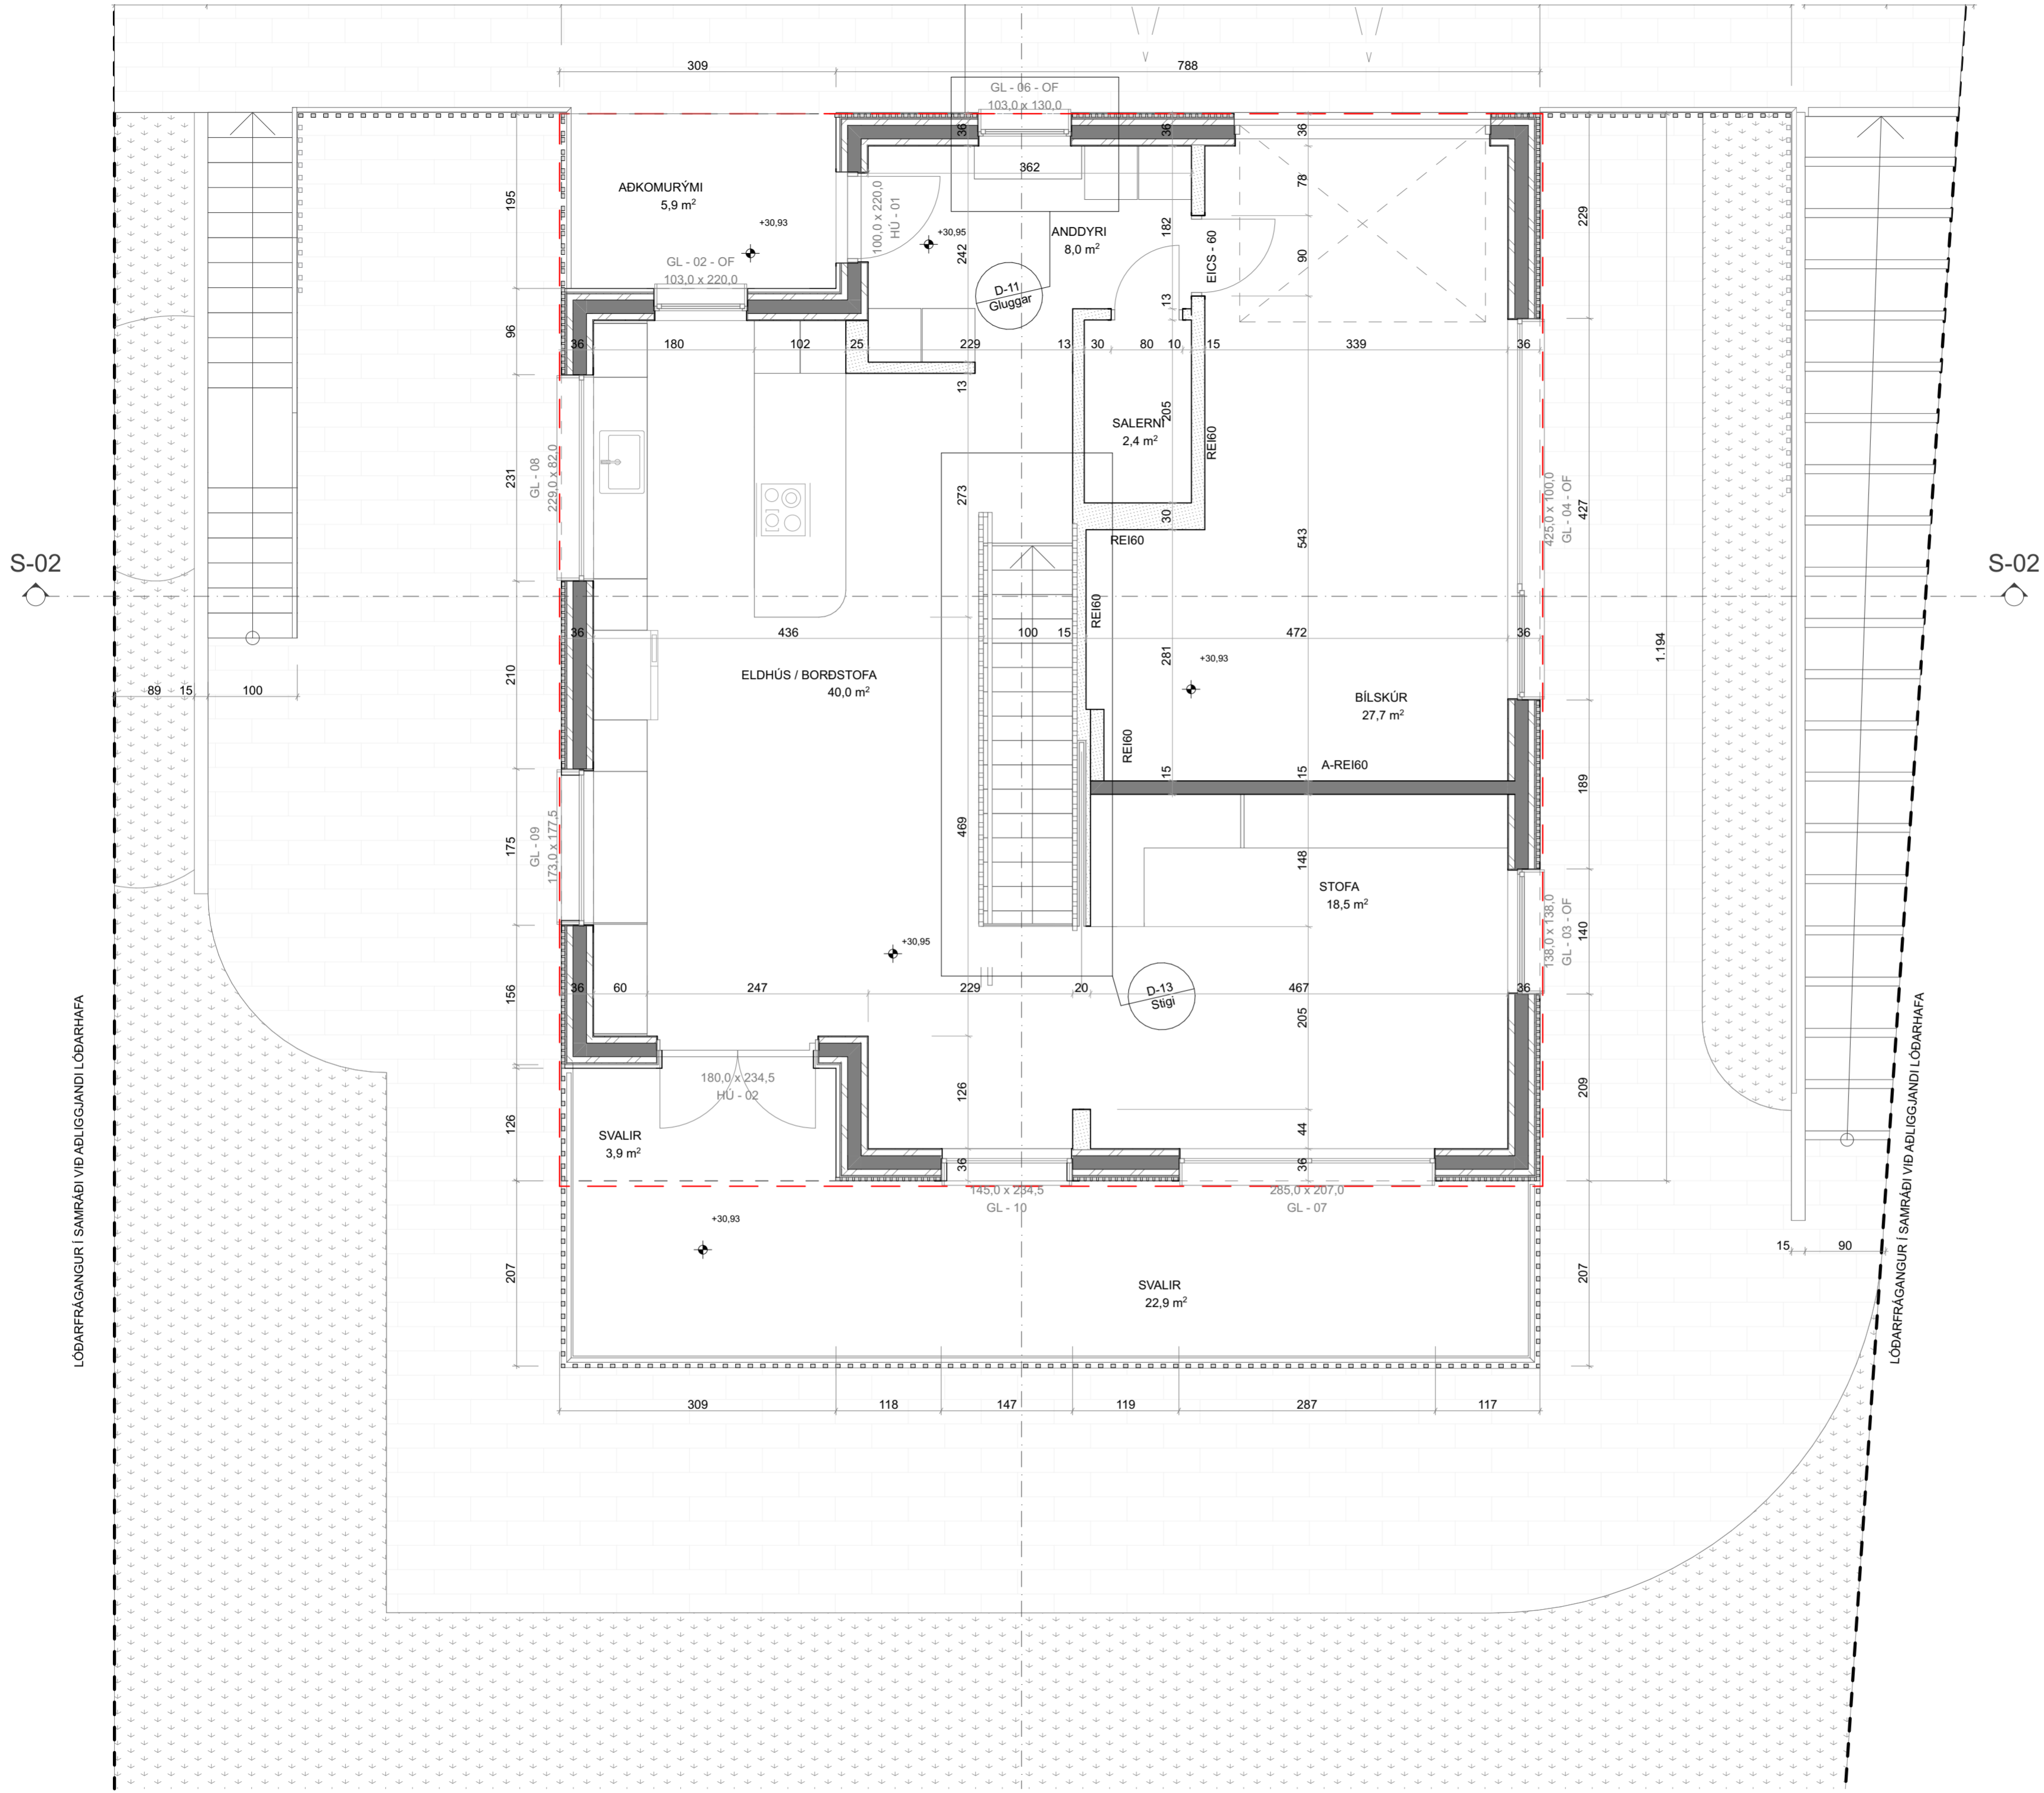 309
788
GL - 06 - OF
103,0 x 130,0
36
36
36
362
78
195
AÐKOMURÝMI
5,9 m²
+30,93
100,0 x 220,0
HÚ - 01
+30,95
242
ANDDYRI
8,0 m²
182
EICS - 60
90
229
GL - 02 - OF
103,0 x 220,0
D-11
Gluggar
13
96
36
180
102
25
229
13
30
80
10
15
339
36
13
205
SALERNI
2,4 m²
REI60
231
GL - 08
229,0 x 82,0
273
30
REI60
543
425,0 x 100,0
GL - 04 - OF
427
S-02
S-02
REI60
36
436
100
15
472
36
1.194
89
15
100
210
ELDHÚS / BORÐSTOFA
40,0 m²
281
+30,93
BÍLSKÚR
27,7 m²
REI60
15
15
A-REI60
189
175
GL - 09
173,0 x 177,5
469
148
STOFA
18,5 m²
138,0 x 138,0
GL - 03 - OF
140
+30,95
156
36
60
247
229
20
D-13
Stigi
467
36
205
LÓÐARFRÁGANGUR Í SAMRÁÐI VIÐ AÐLIGGJANDI LÓÐARHAFA
LÓÐARFRÁGANGUR Í SAMRÁÐI VIÐ AÐLIGGJANDI LÓÐARHAFA
180,0 x 234,5
HÚ - 02
126
126
209
SVALIR
3,9 m²
44
36
36
145,0 x 234,5
GL - 10
285,0 x 207,0
GL - 07
+30,93
207
SVALIR
22,9 m²
207
15
90
309
118
147
119
287
117